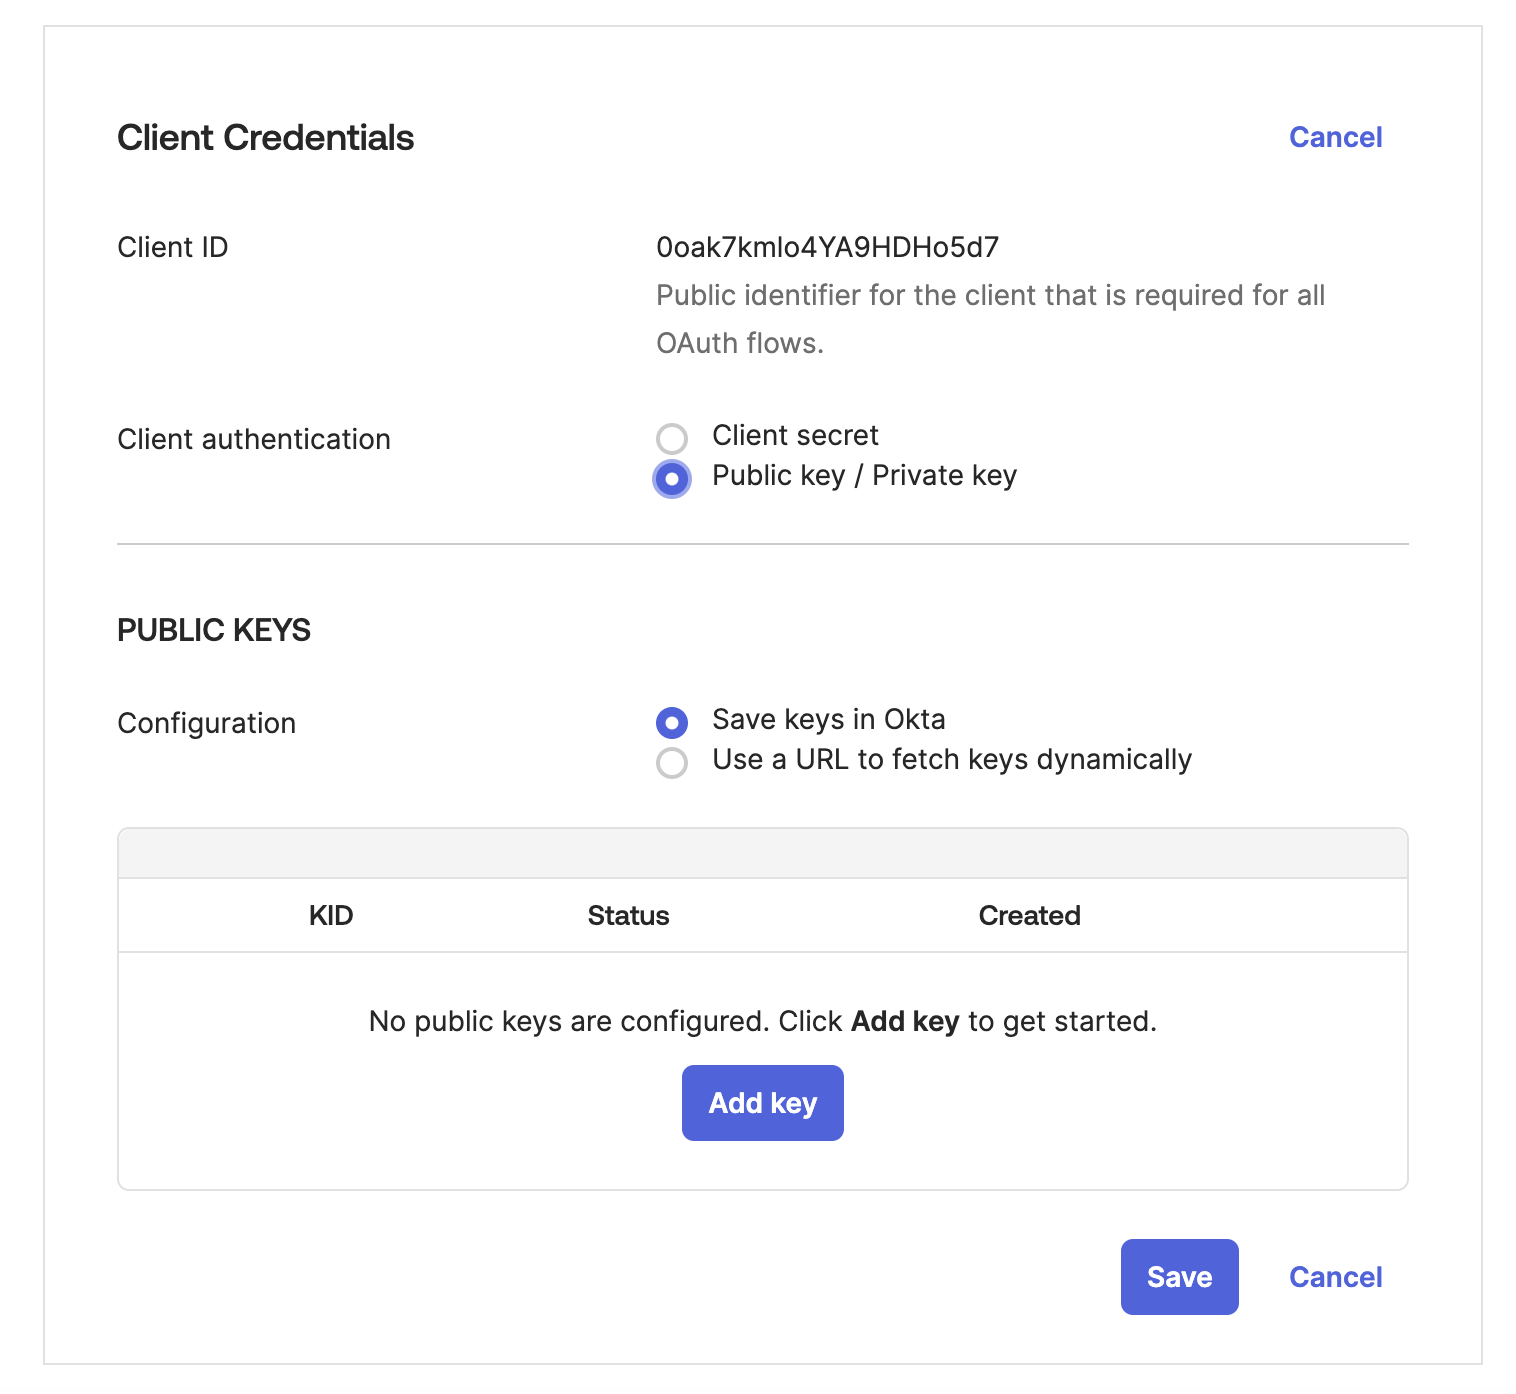 Client Credentials
Cancel
Client ID
0oak7kmlo4YA9HDHo5d7
Public identifier for the client that is required for all
OAuth flows.
Client authentication
Client secret
Public key / Private key
PUBLIC KEYS
Configuration
Save keys in Okta
Use a URL to fetch keys dynamically
KID Status Created
No public keys are configured. Click Add key to get started.
Add key
Save
Cancel